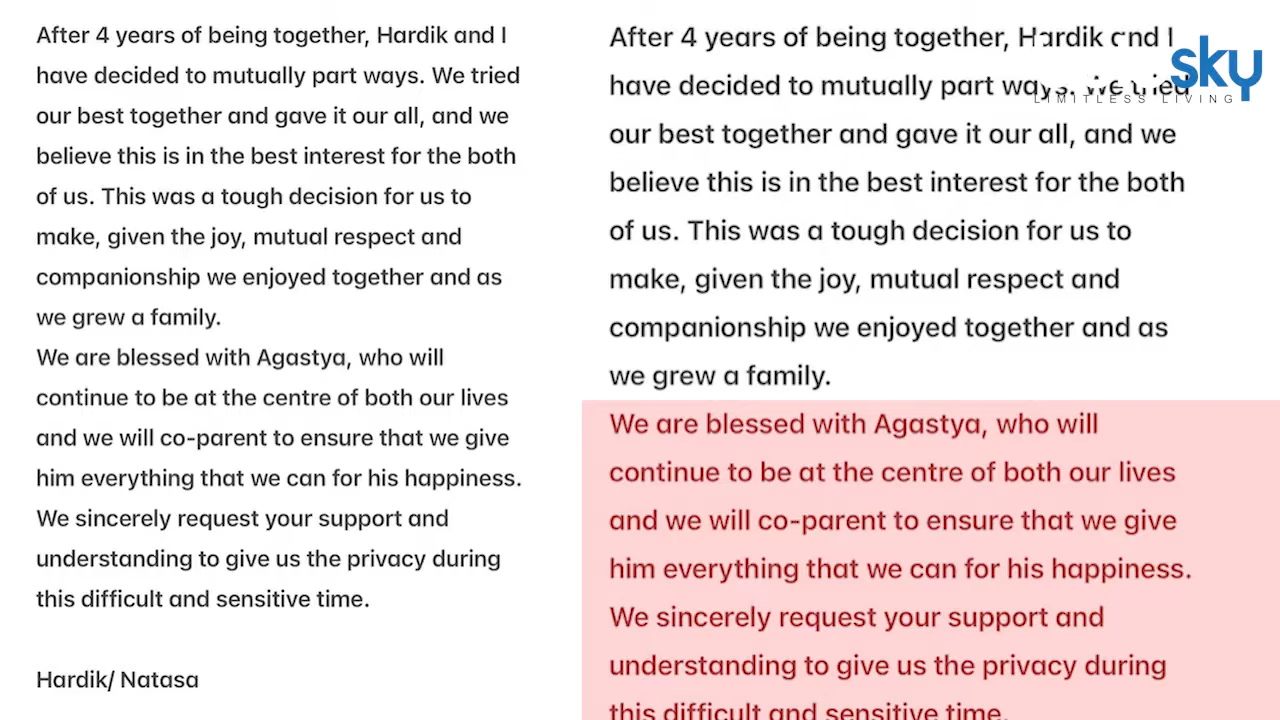 After 4 years of being together, Hardik and I
have decided to mutually part ways. We tried
our best together and gave it our all, and we
believe this is in the best interest for the both
of us. This was a tough decision for us to
make, given the joy, mutual respect and
companionship we enjoyed together and as
we grew a family.
We are blessed with Agastya, who will
continue to be at the centre of both our lives
and we will co-parent to ensure that we give
him everything that we can for his happiness.
We sincerely request your support and
understanding to give us the privacy during
this difficult and sensitive time.
Hardik/ Natasa
After 4 years of being together, Hardik and I
have decided to mutually part ways. We tried
our best together and gave it our all, and we
believe this is in the best interest for the both
of us. This was a tough decision for us to
make, given the joy, mutual respect and
companionship we enjoyed together and as
we grew a family.
We are blessed with Agastya, who will
continue to be at the centre of both our lives
and we will co-parent to ensure that we give
him everything that we can for his happiness.
We sincerely request your support and
understanding to give us the privacy during
this difficult and sensitive time.
sky
LIMITLESS LIVING